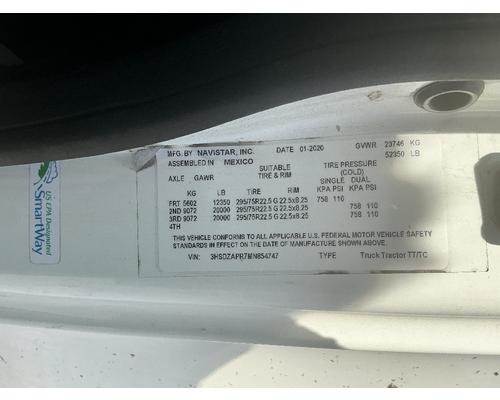 MFG. BY NAVISTAR, INC. DATE 01-2020 GVWR 23746 KG
ASSEMBLED IN MEXICO 52350 LB
SUITABLE TIRE PRESSURE
AXLE GAWR TIRE & RIM (COLD)
SINGLE DUAL
KG LB TIRE RIM KPA PSI KPA PSI
FRT 5602 12350 295/75R22.5 G 22.5x8.25 758 110
2ND 9072 20000 295/75R22.5 G 22.5x8.25 758 110
3RD 9072 20000 295/75R22.5 G 22.5x8.25 758 110
4TH
THIS VEHICLE CONFORMS TO ALL APPLICABLE U.S. FEDERAL MOTOR VEHICLE SAFETY
STANDARDS IN EFFECT ON THE DATE OF MANUFACTURE SHOWN ABOVE.
VIN: 3HSDZAPR7MN854747 TYPE Truck Tractor TT/TC
US EPA Designated
SmartWay